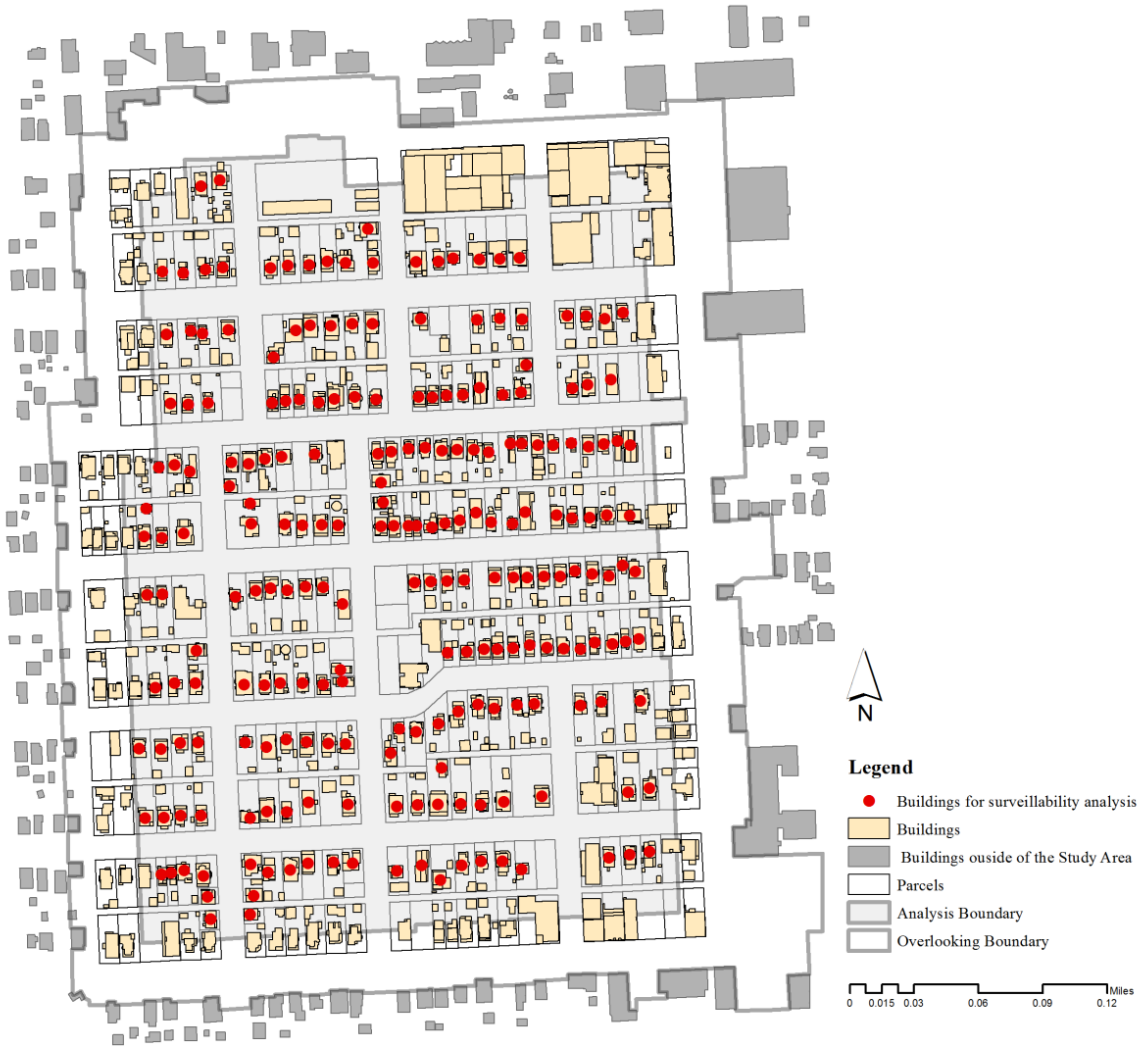 N
Legend
Buildings for surveillability analysis
Buildings
Buildings ouside of the Study Area
Parcels
Analysis Boundary
Overlooking Boundary
Miles
0 0.015 0.03 0.06 0.09 0.12